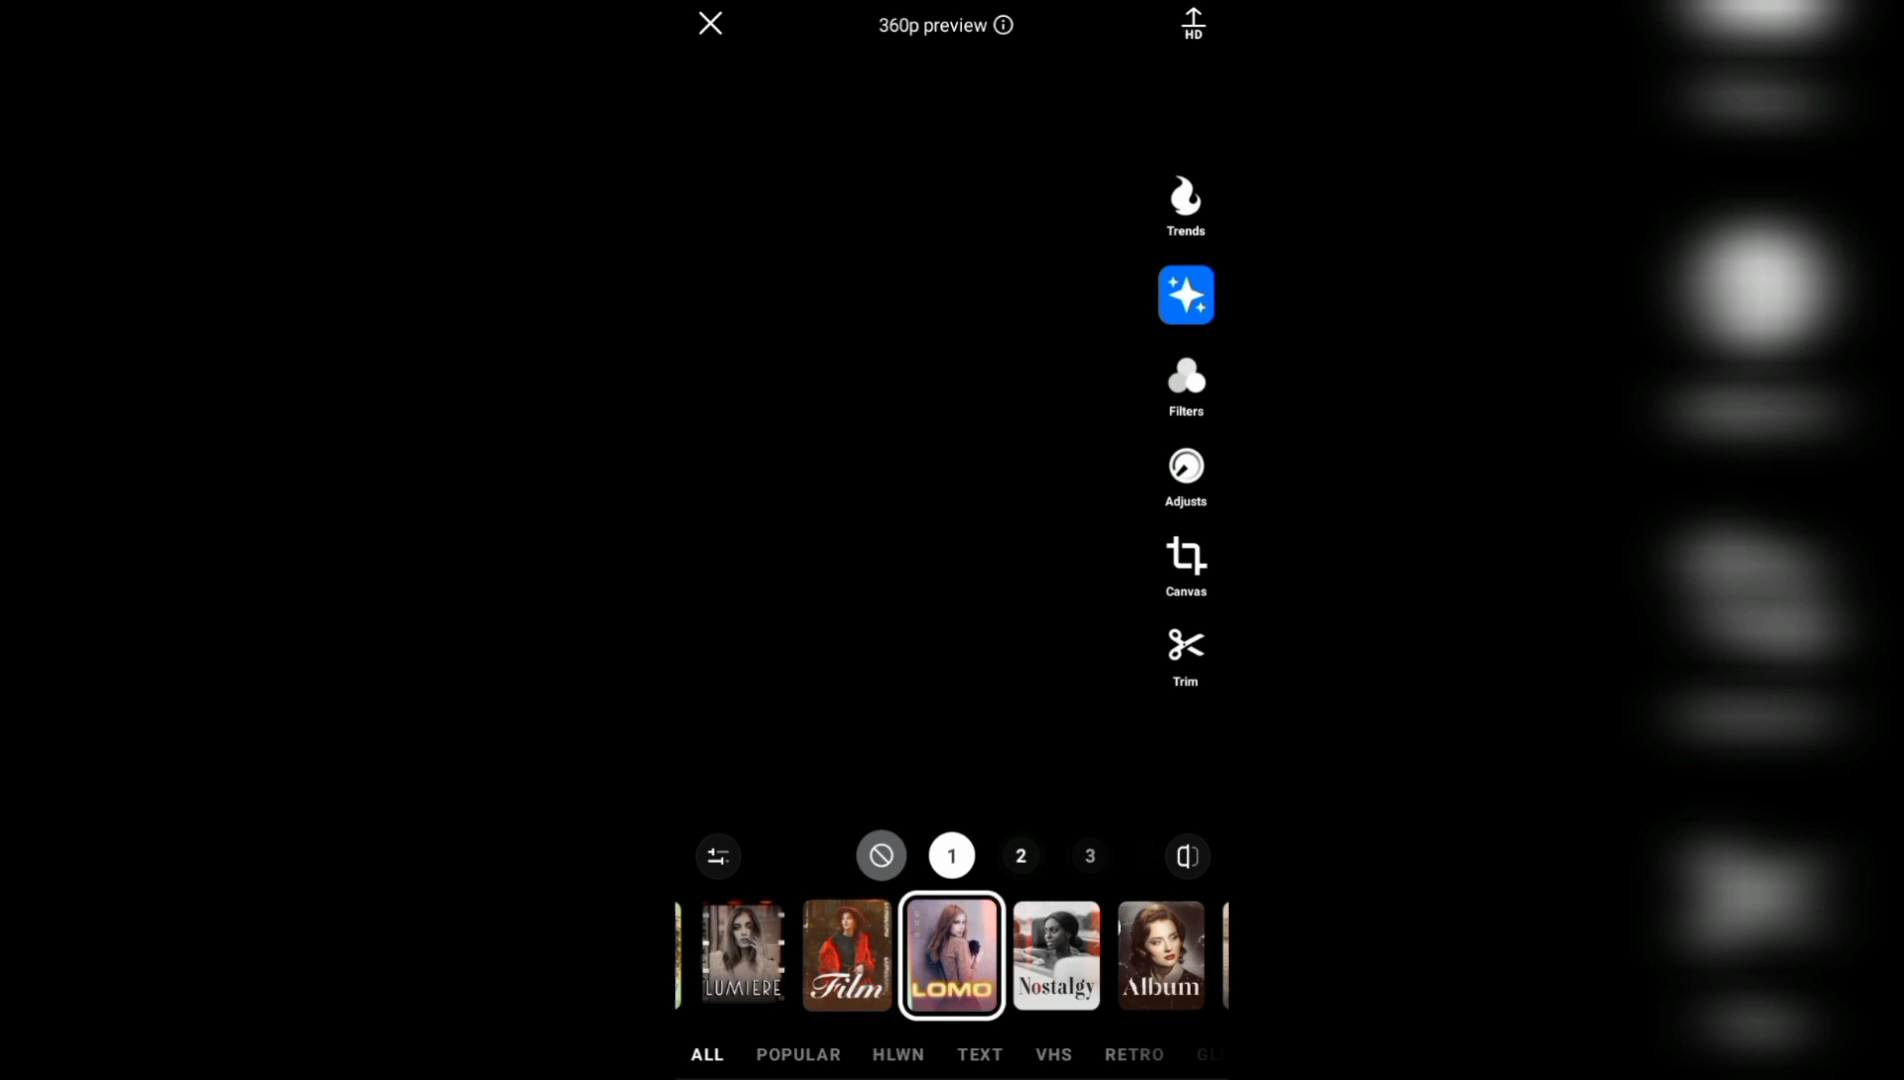 360p preview
HD
Trends
Filters
Adjusts
Canvas
Trim
1 2 3
LUMIERE Film LOMO Nostalgy Album
ALL POPULAR HLWN TEXT VHS RETRO